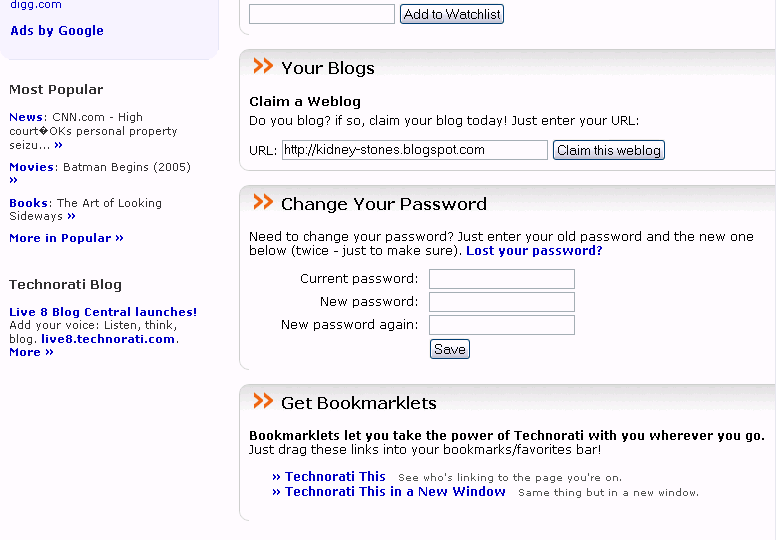 digg.com
Ads by Google
Most Popular
News: CNN.com - High
court�OKs personal property
seizu... »
Movies: Batman Begins (2005)
»
Books: The Art of Looking
Sideways »
More in Popular »
Technorati Blog
Live 8 Blog Central launches!
Add your voice: Listen, think,
blog. live8.technorati.com.
More »
Add to Watchlist
>> Your Blogs
Claim a Weblog
Do you blog? if so, claim your blog today! Just enter your URL:
URL: http://kidney-stones.blogspot.com Claim this weblog
>> Change Your Password
Need to change your password? Just enter your old password and the new one
below (twice - just to make sure). Lost your password?
Current password:
New password:
New password again:
Save
>> Get Bookmarklets
Bookmarklets let you take the power of Technorati with you wherever you go.
Just drag these links into your bookmarks/favorites bar!
» Technorati This See who's linking to the page you're on.
» Technorati This in a New Window Same thing but in a new window.